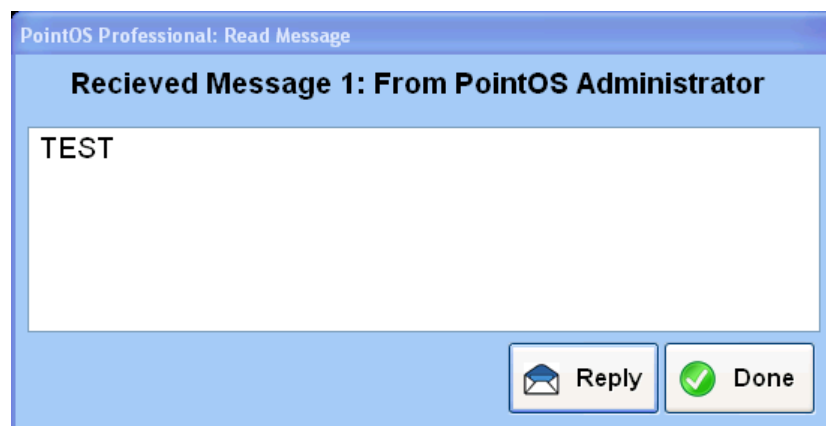 PointOS Professional: Read Message
Recieved Message 1: From PointOS Administrator
TEST
Reply
Done